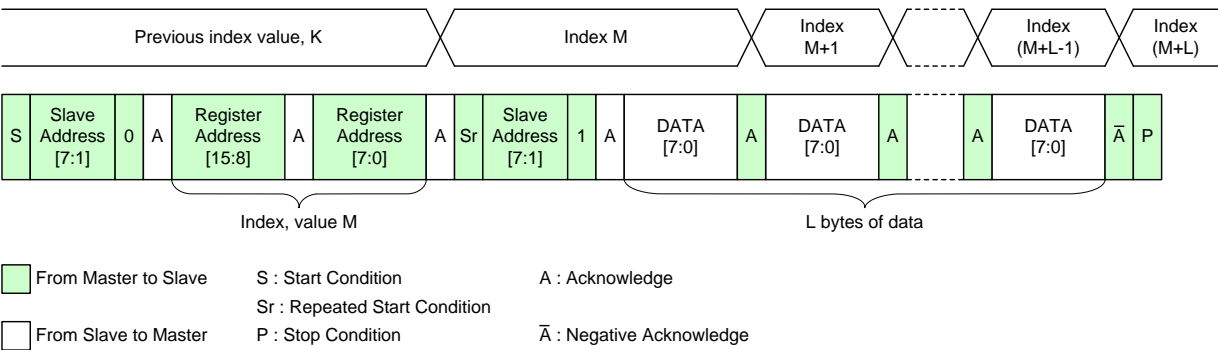 Previous index value, K
Index M
Index
M+1
Index
(M+L-1)
Index
(M+L)
S
Slave
Address
[7:1]
0
A
Register
Address
[15:8]
A
Register
Address
[7:0]
A
Sr
Slave
Address
[7:1]
1
A
DATA
[7:0]
A
DATA
[7:0]
A
A
DATA
[7:0]
A̅
P
Index, value M
L bytes of data
From Master to Slave
S : Start Condition
A : Acknowledge
Sr : Repeated Start Condition
From Slave to Master
P : Stop Condition
A̅ : Negative Acknowledge